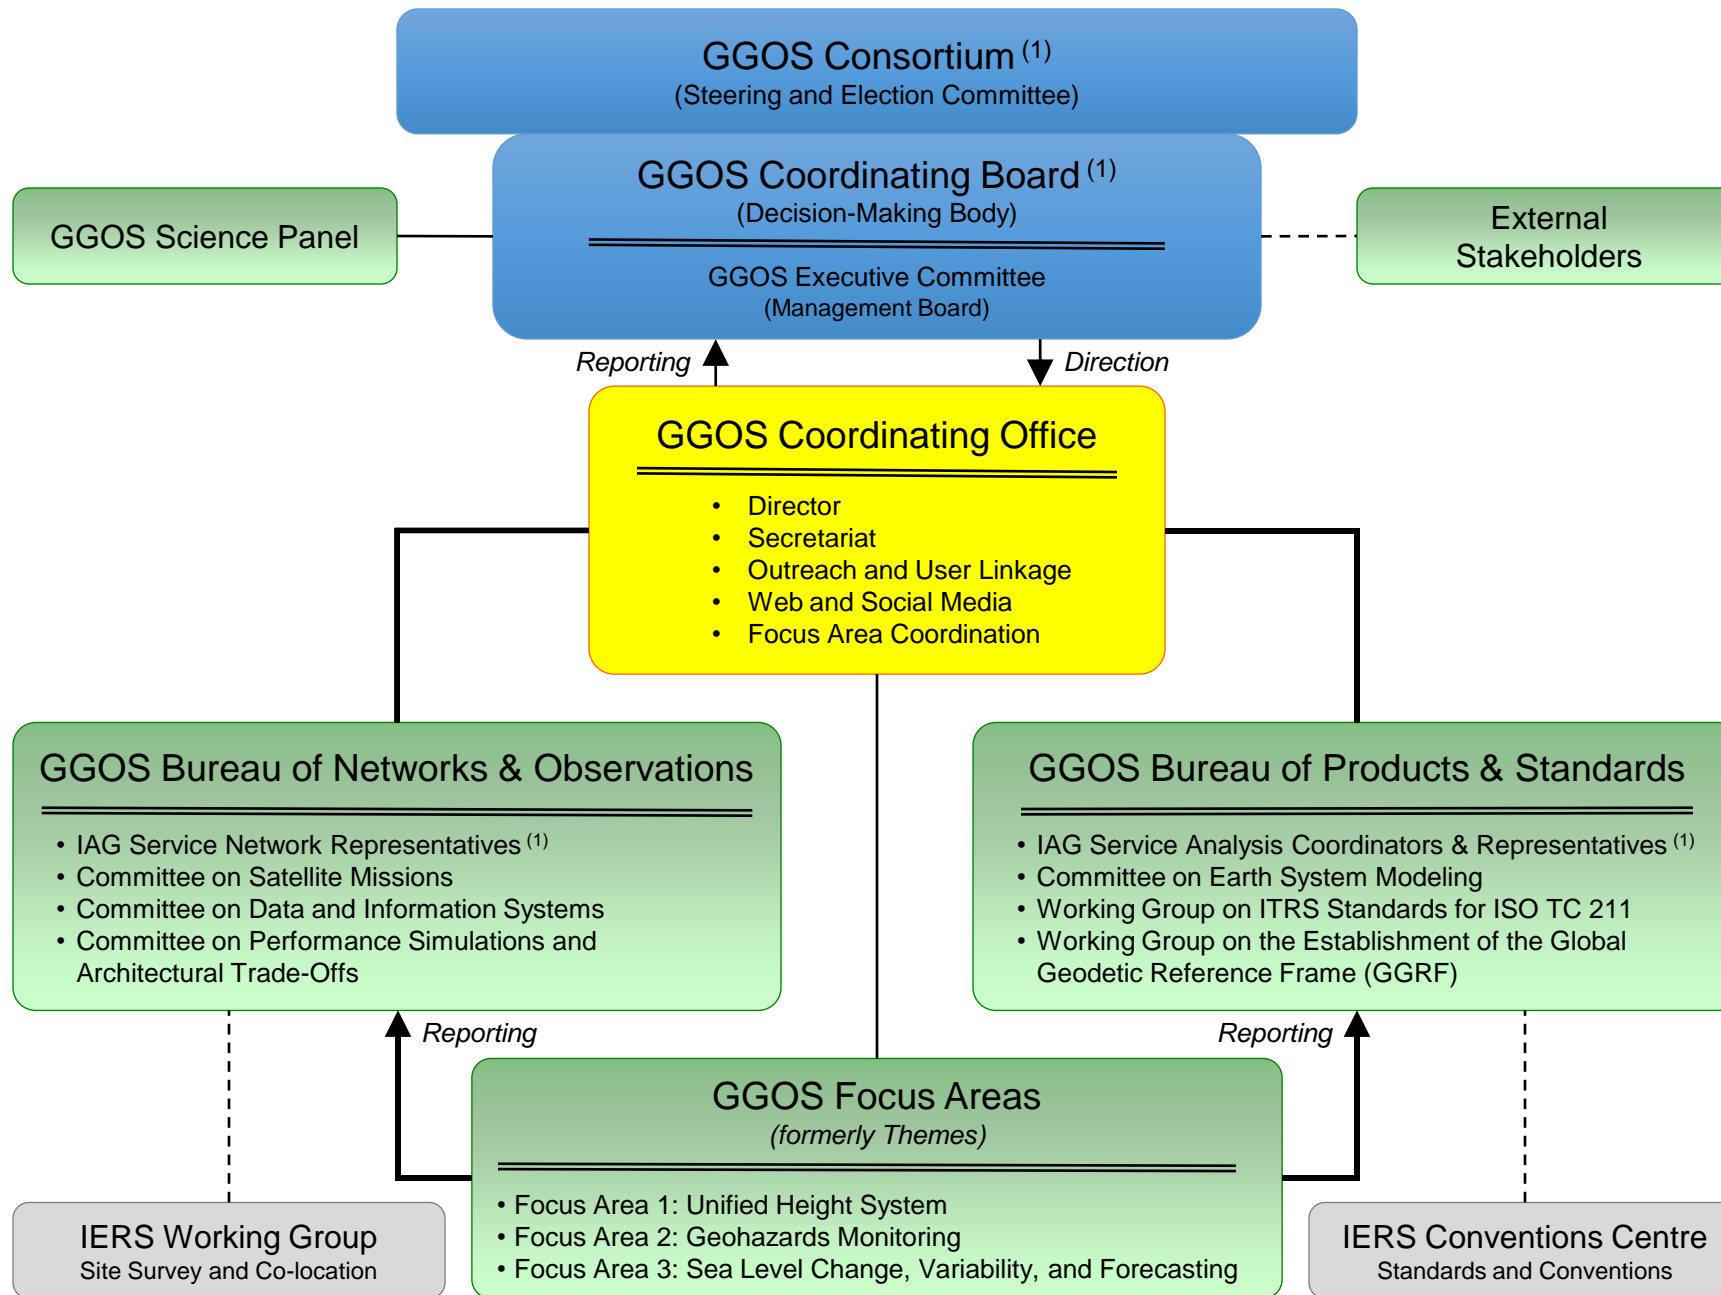 GGOS Consortium (1)
(Steering and Election Committee)
GGOS Coordinating Board (1)
(Decision-Making Body)
GGOS Executive Committee
(Management Board)
GGOS Science Panel
External
Stakeholders
Reporting
Direction
GGOS Coordinating Office
• Director
• Secretariat
• Outreach and User Linkage
• Web and Social Media
• Focus Area Coordination
GGOS Bureau of Networks & Observations
• IAG Service Network Representatives (1)
• Committee on Satellite Missions
• Committee on Data and Information Systems
• Committee on Performance Simulations and
Architectural Trade-Offs
GGOS Bureau of Products & Standards
• IAG Service Analysis Coordinators & Representatives (1)
• Committee on Earth System Modeling
• Working Group on ITRS Standards for ISO TC 211
• Working Group on the Establishment of the Global
Geodetic Reference Frame (GGRF)
Reporting
Reporting
GGOS Focus Areas
(formerly Themes)
• Focus Area 1: Unified Height System
• Focus Area 2: Geohazards Monitoring
• Focus Area 3: Sea Level Change, Variability, and Forecasting
IERS Working Group
Site Survey and Co-location
IERS Conventions Centre
Standards and Conventions